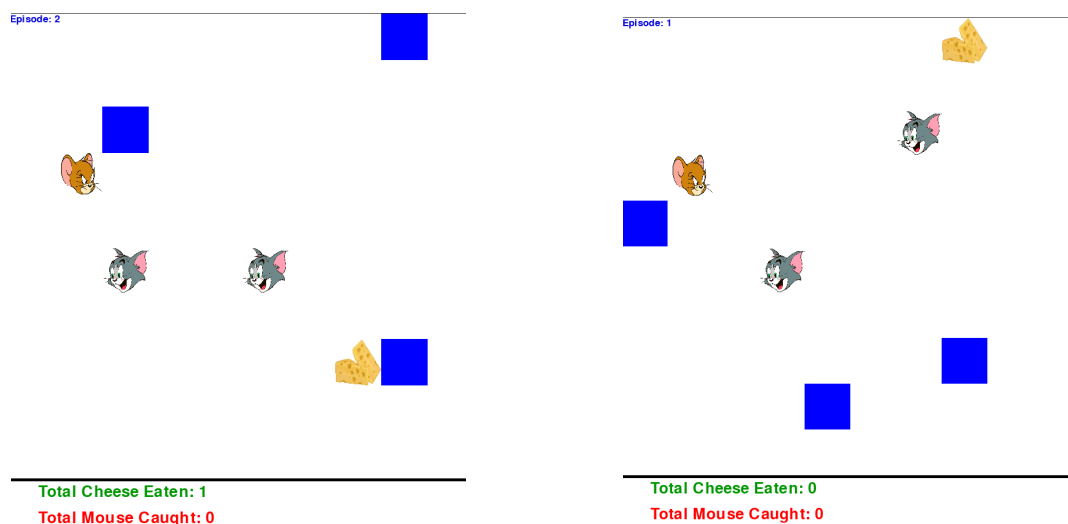 Episode: 2
Total Cheese Eaten: 1
Total Mouse Caught: 0
Episode: 1
Total Cheese Eaten: 0
Total Mouse Caught: 0